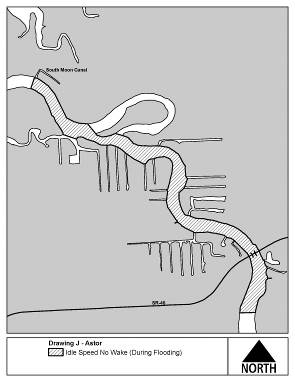 South Moon Canal
SR-40
Drawing J - Astor
Idle Speed No Wake (During Flooding)
NORTH